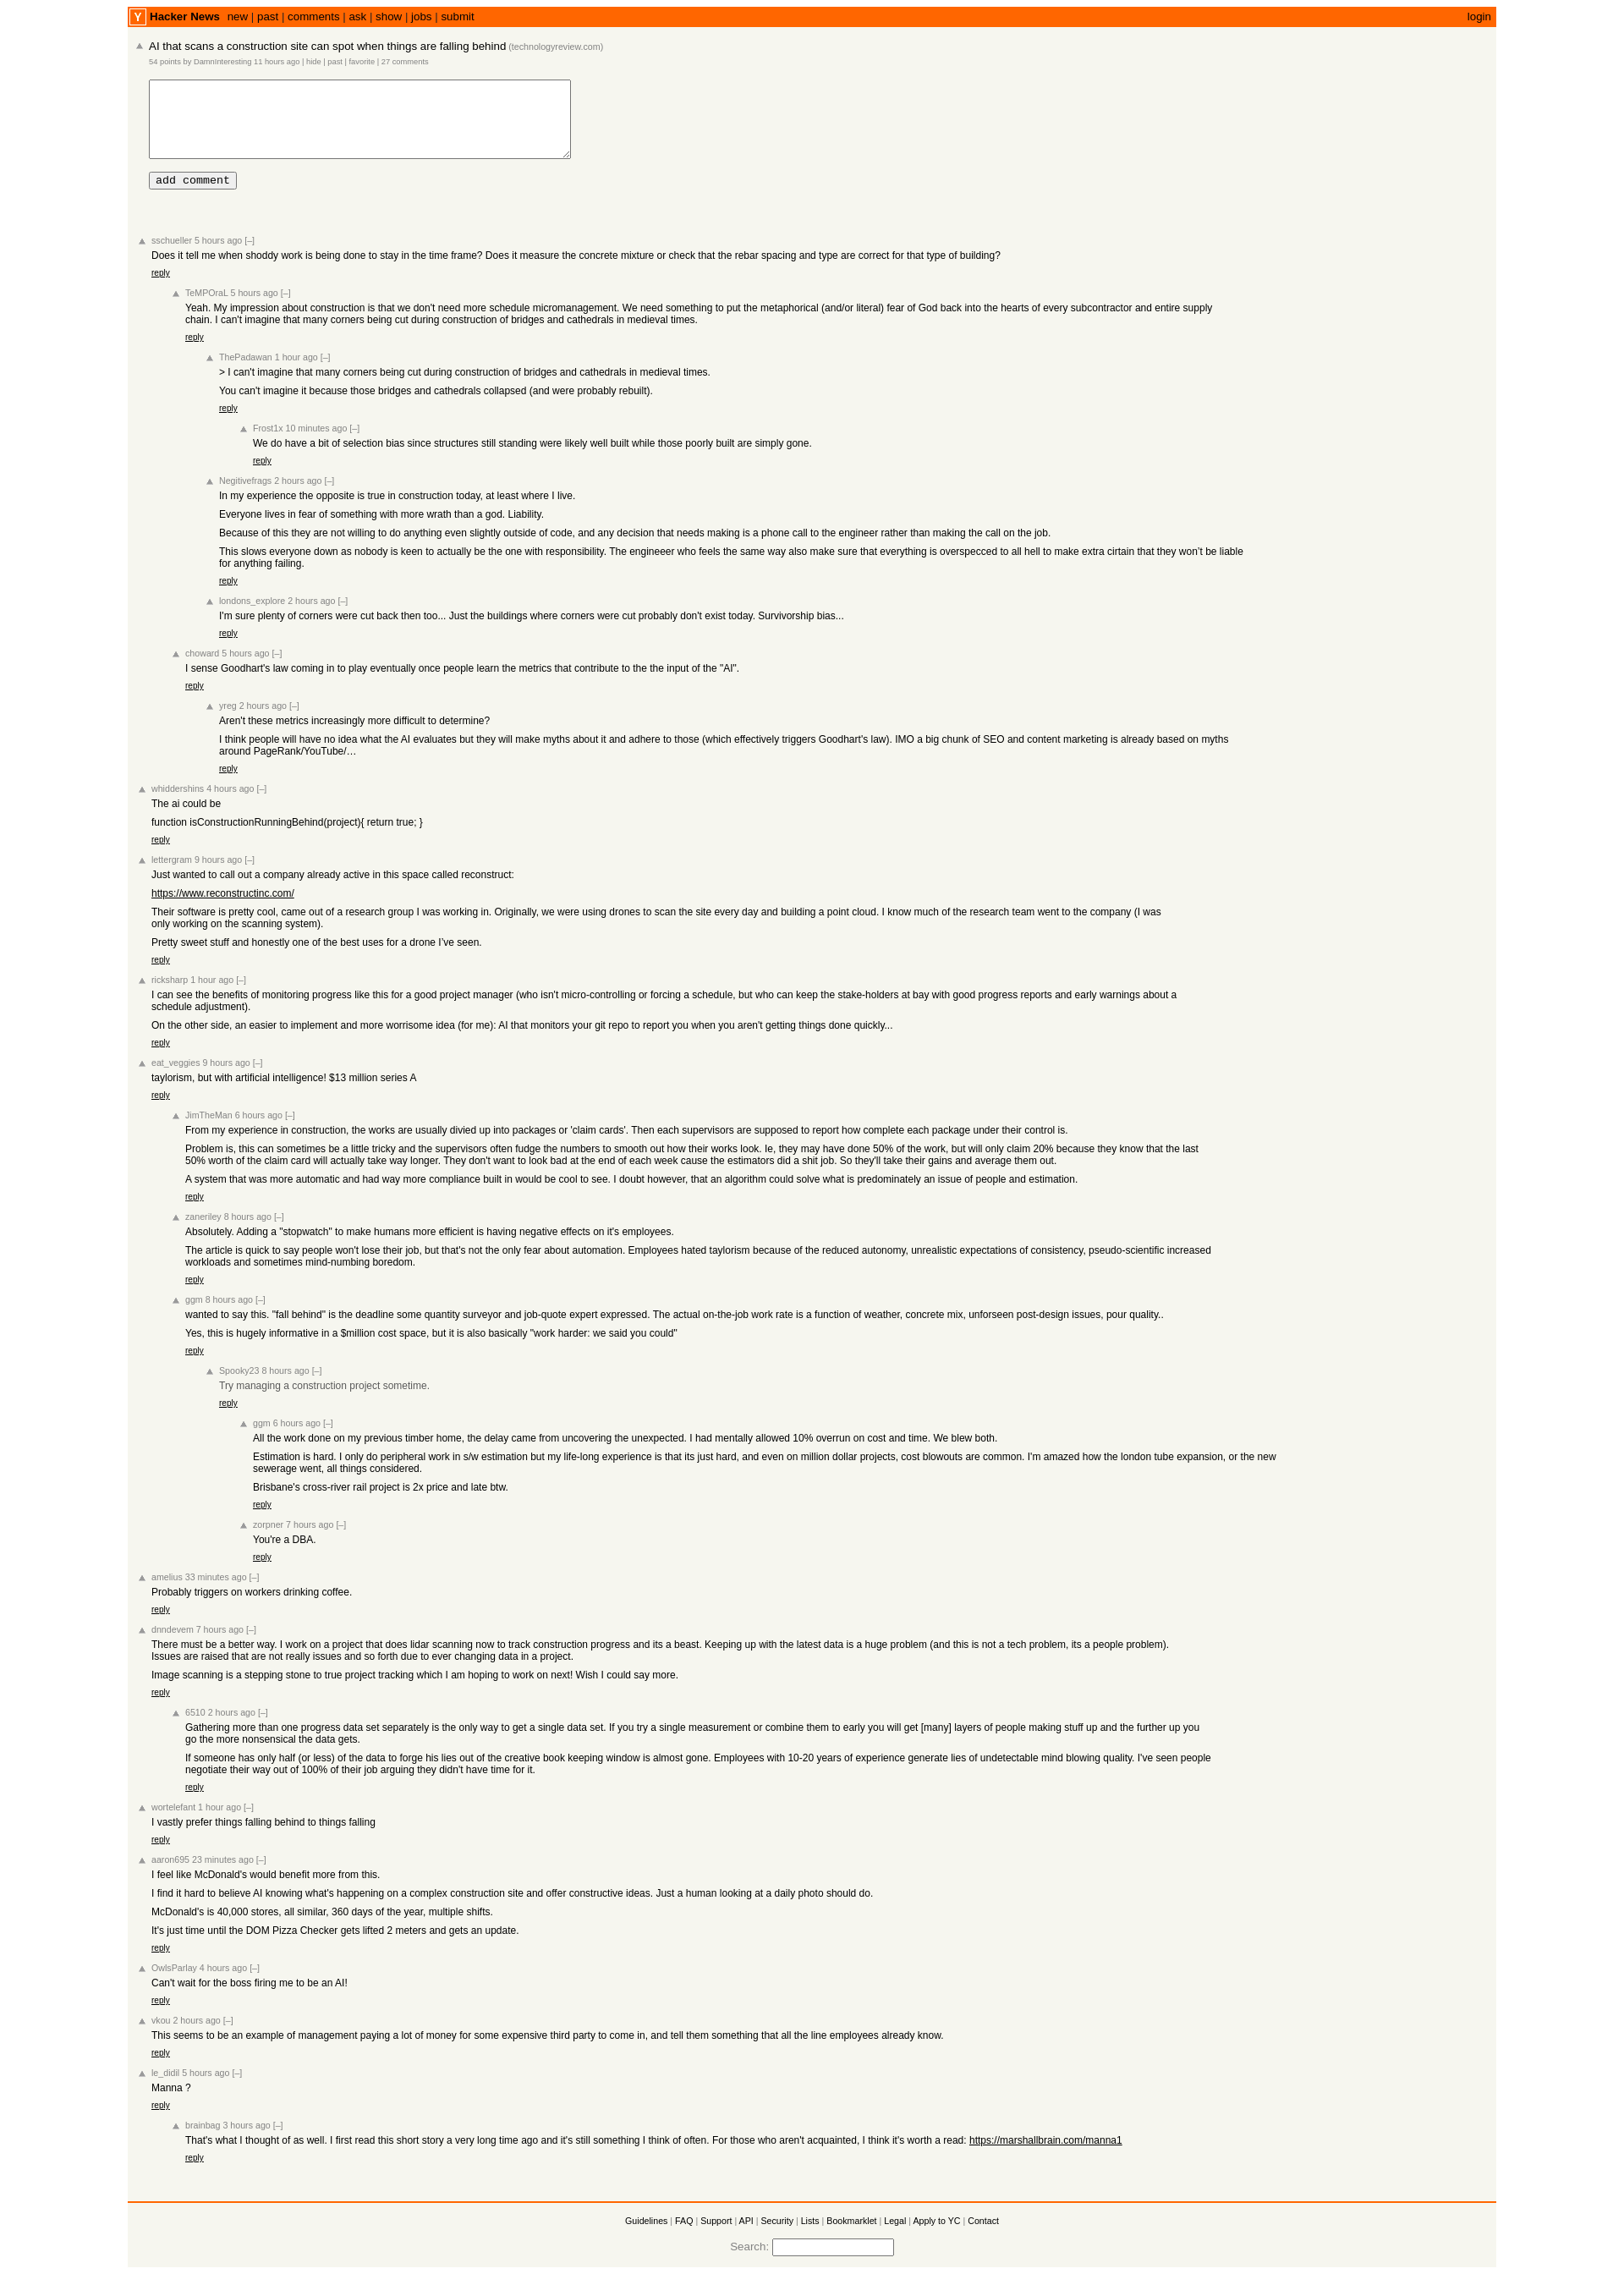 Y Hacker News new | past | comments | ask | show | jobs | submit login
AI that scans a construction site can spot when things are falling behind (technologyreview.com)
54 points by DamnInteresting 11 hours ago | hide | past | favorite | 27 comments
add comment
sschueller 5 hours ago [–]
Does it tell me when shoddy work is being done to stay in the time frame? Does it measure the concrete mixture or check that the rebar spacing and type are correct for that type of building?
reply
TeMPOraL 5 hours ago [–]
Yeah. My impression about construction is that we don't need more schedule micromanagement. We need something to put the metaphorical (and/or literal) fear of God back into the hearts of every subcontractor and entire supply
chain. I can't imagine that many corners being cut during construction of bridges and cathedrals in medieval times.
reply
ThePadawan 1 hour ago [–]
> I can't imagine that many corners being cut during construction of bridges and cathedrals in medieval times.
You can't imagine it because those bridges and cathedrals collapsed (and were probably rebuilt).
reply
Frost1x 10 minutes ago [–]
We do have a bit of selection bias since structures still standing were likely well built while those poorly built are simply gone.
reply
Negitivefrags 2 hours ago [–]
In my experience the opposite is true in construction today, at least where I live.
Everyone lives in fear of something with more wrath than a god. Liability.
Because of this they are not willing to do anything even slightly outside of code, and any decision that needs making is a phone call to the engineer rather than making the call on the job.
This slows everyone down as nobody is keen to actually be the one with responsibility. The engineeer who feels the same way also make sure that everything is overspecced to all hell to make extra cirtain that they won't be liable
for anything failing.
reply
londons_explore 2 hours ago [–]
I'm sure plenty of corners were cut back then too... Just the buildings where corners were cut probably don't exist today. Survivorship bias...
reply
choward 5 hours ago [–]
I sense Goodhart's law coming in to play eventually once people learn the metrics that contribute to the the input of the "AI".
reply
yreg 2 hours ago [–]
Aren't these metrics increasingly more difficult to determine?
I think people will have no idea what the AI evaluates but they will make myths about it and adhere to those (which effectively triggers Goodhart's law). IMO a big chunk of SEO and content marketing is already based on myths
around PageRank/YouTube/…
reply
whiddershins 4 hours ago [–]
The ai could be
function isConstructionRunningBehind(project){ return true; }
reply
lettergram 9 hours ago [–]
Just wanted to call out a company already active in this space called reconstruct:
https://www.reconstructinc.com/
Their software is pretty cool, came out of a research group I was working in. Originally, we were using drones to scan the site every day and building a point cloud. I know much of the research team went to the company (I was
only working on the scanning system).
Pretty sweet stuff and honestly one of the best uses for a drone I've seen.
reply
ricksharp 1 hour ago [–]
I can see the benefits of monitoring progress like this for a good project manager (who isn't micro-controlling or forcing a schedule, but who can keep the stake-holders at bay with good progress reports and early warnings about a
schedule adjustment).
On the other side, an easier to implement and more worrisome idea (for me): AI that monitors your git repo to report you when you aren't getting things done quickly...
reply
eat_veggies 9 hours ago [–]
taylorism, but with artificial intelligence! $13 million series A
reply
JimTheMan 6 hours ago [–]
From my experience in construction, the works are usually divied up into packages or 'claim cards'. Then each supervisors are supposed to report how complete each package under their control is.
Problem is, this can sometimes be a little tricky and the supervisors often fudge the numbers to smooth out how their works look. Ie, they may have done 50% of the work, but will only claim 20% because they know that the last
50% worth of the claim card will actually take way longer. They don't want to look bad at the end of each week cause the estimators did a shit job. So they'll take their gains and average them out.
A system that was more automatic and had way more compliance built in would be cool to see. I doubt however, that an algorithm could solve what is predominately an issue of people and estimation.
reply
zaneriley 8 hours ago [–]
Absolutely. Adding a "stopwatch" to make humans more efficient is having negative effects on it's employees.
The article is quick to say people won't lose their job, but that's not the only fear about automation. Employees hated taylorism because of the reduced autonomy, unrealistic expectations of consistency, pseudo-scientific increased
workloads and sometimes mind-numbing boredom.
reply
ggm 8 hours ago [–]
wanted to say this. "fall behind" is the deadline some quantity surveyor and job-quote expert expressed. The actual on-the-job work rate is a function of weather, concrete mix, unforseen post-design issues, pour quality..
Yes, this is hugely informative in a $million cost space, but it is also basically "work harder: we said you could"
reply
Spooky23 8 hours ago [–]
Try managing a construction project sometime.
reply
ggm 6 hours ago [–]
All the work done on my previous timber home, the delay came from uncovering the unexpected. I had mentally allowed 10% overrun on cost and time. We blew both.
Estimation is hard. I only do peripheral work in s/w estimation but my life-long experience is that its just hard, and even on million dollar projects, cost blowouts are common. I'm amazed how the london tube expansion, or the new
sewerage went, all things considered.
Brisbane's cross-river rail project is 2x price and late btw.
reply
zorpner 7 hours ago [–]
You're a DBA.
reply
amelius 33 minutes ago [–]
Probably triggers on workers drinking coffee.
reply
dnndevem 7 hours ago [–]
There must be a better way. I work on a project that does lidar scanning now to track construction progress and its a beast. Keeping up with the latest data is a huge problem (and this is not a tech problem, its a people problem).
Issues are raised that are not really issues and so forth due to ever changing data in a project.
Image scanning is a stepping stone to true project tracking which I am hoping to work on next! Wish I could say more.
reply
6510 2 hours ago [–]
Gathering more than one progress data set separately is the only way to get a single data set. If you try a single measurement or combine them to early you will get [many] layers of people making stuff up and the further up you
go the more nonsensical the data gets.
If someone has only half (or less) of the data to forge his lies out of the creative book keeping window is almost gone. Employees with 10-20 years of experience generate lies of undetectable mind blowing quality. I've seen people
negotiate their way out of 100% of their job arguing they didn't have time for it.
reply
wortelefant 1 hour ago [–]
I vastly prefer things falling behind to things falling
reply
aaron695 23 minutes ago [–]
I feel like McDonald's would benefit more from this.
I find it hard to believe AI knowing what's happening on a complex construction site and offer constructive ideas. Just a human looking at a daily photo should do.
McDonald's is 40,000 stores, all similar, 360 days of the year, multiple shifts.
It's just time until the DOM Pizza Checker gets lifted 2 meters and gets an update.
reply
OwlsParlay 4 hours ago [–]
Can't wait for the boss firing me to be an AI!
reply
vkou 2 hours ago [–]
This seems to be an example of management paying a lot of money for some expensive third party to come in, and tell them something that all the line employees already know.
reply
le_didil 5 hours ago [–]
Manna ?
reply
brainbag 3 hours ago [–]
That's what I thought of as well. I first read this short story a very long time ago and it's still something I think of often. For those who aren't acquainted, I think it's worth a read: https://marshallbrain.com/manna1
reply
Guidelines | FAQ | Support | API | Security | Lists | Bookmarklet | Legal | Apply to YC | Contact
Search: